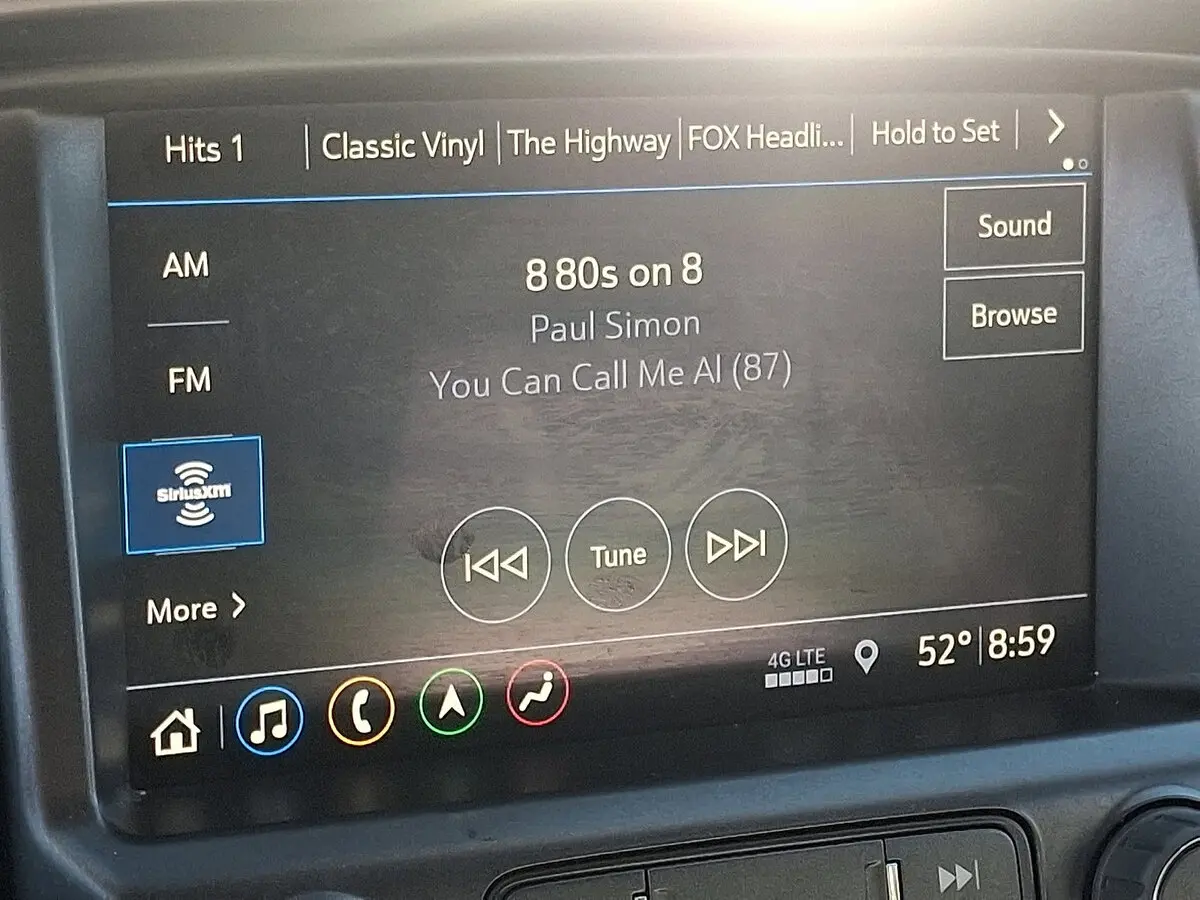 Hits 1 Classic Vinyl The Highway FOX Headli... Hold to Set
AM
FM
SiriusXM
More
8 80s on 8
Paul Simon
You Can Call Me Al (87)
Sound
Browse
Tune
4G LTE
52° 8:59